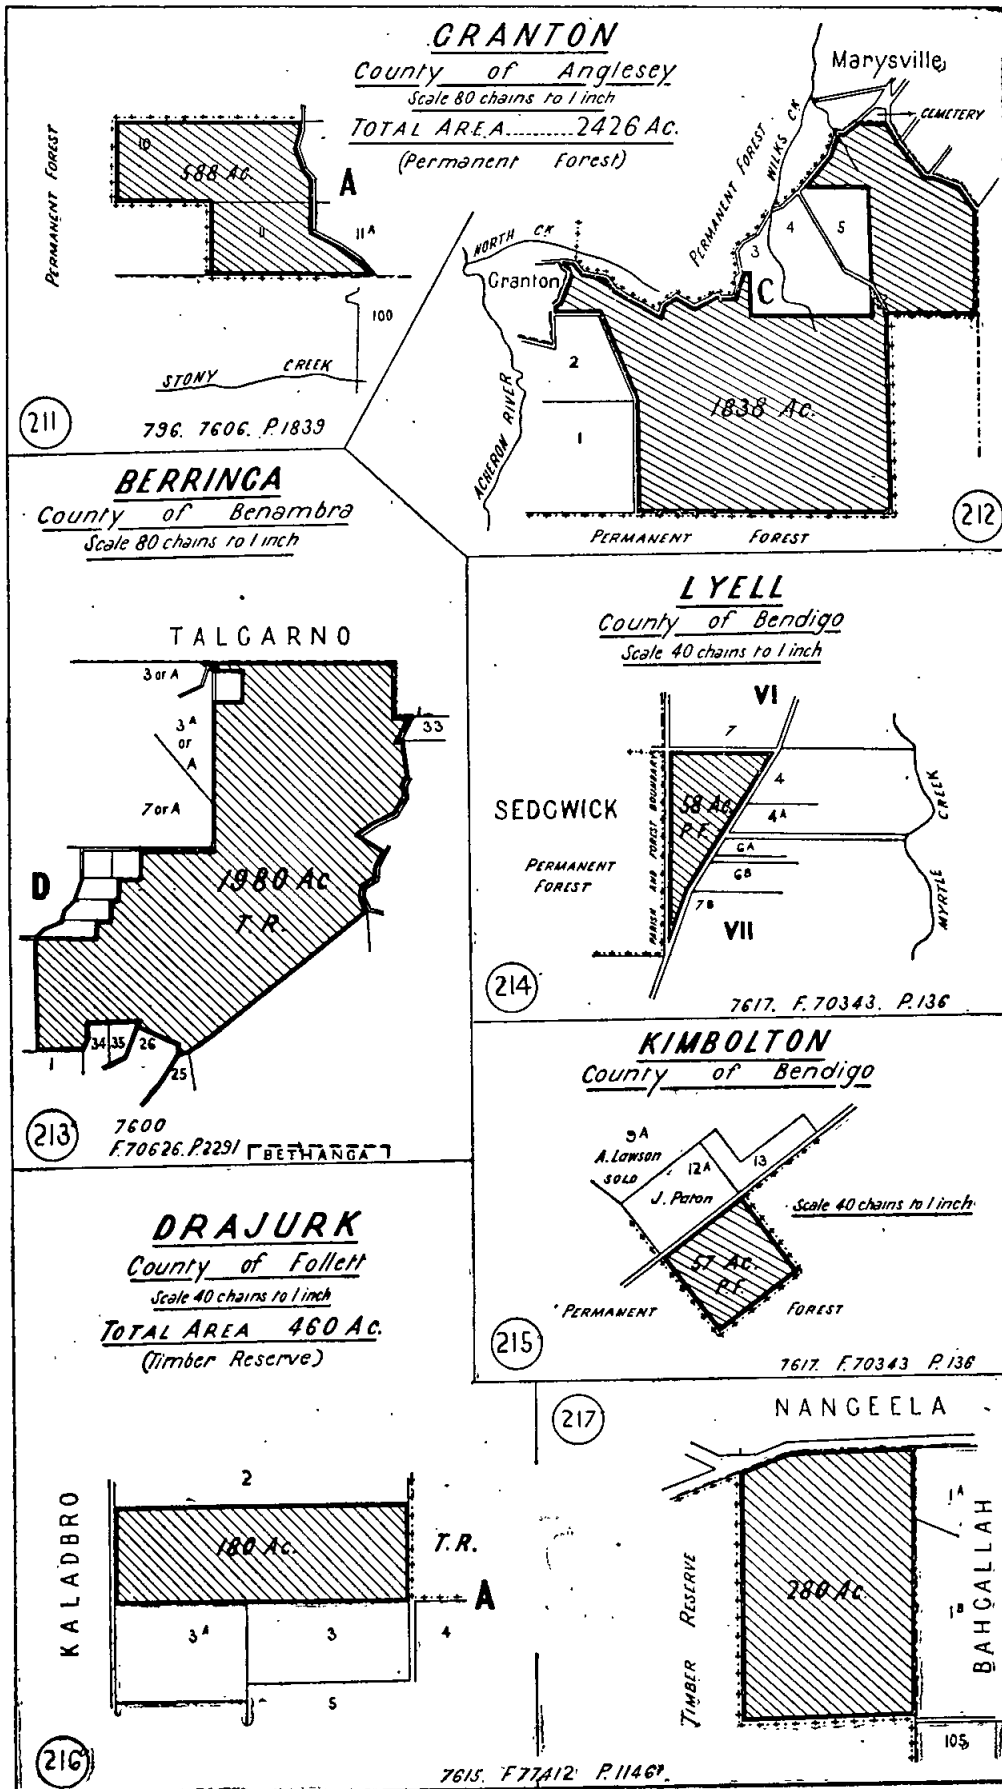 GRANTON
County of Anglesey
Scale 80 chains to 1 inch
TOTAL AREA.........2426 Ac.
(Permanent Forest)
PERMANENT FOREST
10
588 Ac.
A
11
11A
100
STONY CREEK
211
796. 7606. P.1839
Marysville
CEMETERY
WILKS CK
PERMANENT FOREST
NORTH CK
Granton
3
4
5
C
2
1
1838 Ac.
ACHERON RIVER
PERMANENT FOREST
212
BERRINGA
County of Benambra
Scale 80 chains to 1 inch
TALGARNO
3 or A
3A
or
A
7 or A
33
D
1980 Ac.
T.R.
1
34
35
26
25
213
7600
F.70626. P.2291
BETHANGA
LYELL
County of Bendigo
Scale 40 chains to 1 inch
VI
7
SEDGWICK
PARISH AND FOREST BOUNDARY
58 Ac.
P.F.
4
4A
6A
6B
7B
PERMANENT
FOREST
VII
CREEK
MYRTLE
214
7617. F.70343. P.136
KIMBOLTON
County of Bendigo
9A
A. Lawson
SOLD
12A
13
J. Paton
Scale 40 chains to 1 inch
57 Ac.
P.F.
PERMANENT FOREST
215
7617. F.70343 P.136
DRAJURK
County of Follett
Scale 40 chains to 1 inch
TOTAL AREA 460 Ac.
(Timber Reserve)
KALADBRO
2
180 Ac.
T.R.
A
3A
3
4
5
216
217
NANGEELA
1A
280 Ac.
1B
TIMBER RESERVE
BAHGALLAH
105
7615. F77412 P.1146